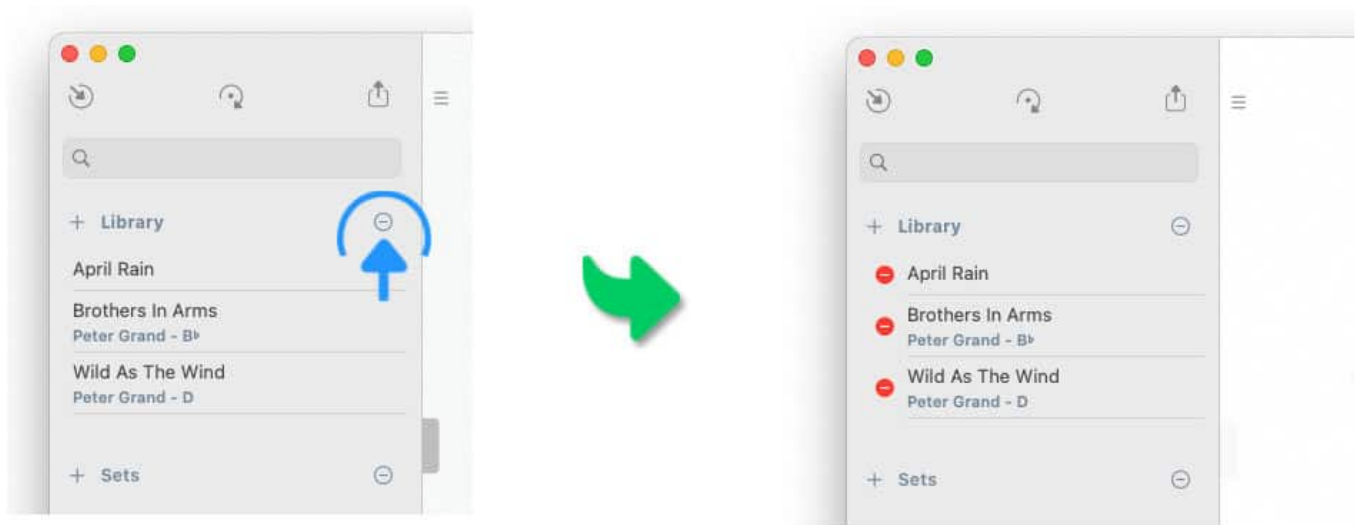 + Library
April Rain
Brothers In Arms
Peter Grand - B♭
Wild As The Wind
Peter Grand - D
+ Sets
+ Library
April Rain
Brothers In Arms
Peter Grand - B♭
Wild As The Wind
Peter Grand - D
+ Sets